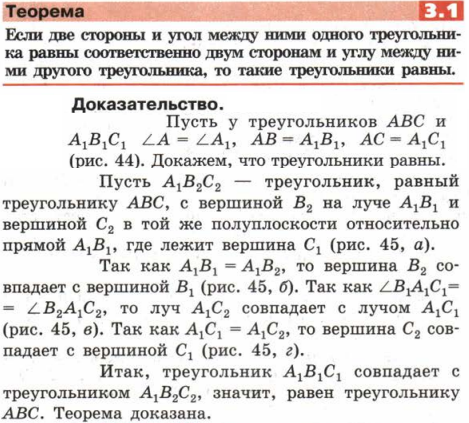 Теорема 3.1
Если две стороны и угол между ними одного треугольни-
ка равны соответственно двум сторонам и углу между ни-
ми другого треугольника, то такие треугольники равны.
Доказательство.
Пусть у треугольников ABC и
A₁B₁C₁ ∠A = ∠A₁, AB = A₁B₁, AC = A₁C₁
(рис. 44). Докажем, что треугольники равны.
Пусть A₁B₂C₂ — треугольник, равный
треугольнику ABC, с вершиной B₂ на луче A₁B₁ и
вершиной C₂ в той же полуплоскости относительно
прямой A₁B₁, где лежит вершина C₁ (рис. 45, а).
Так как A₁B₁ = A₁B₂, то вершина B₂ со-
впадает с вершиной B₁ (рис. 45, б). Так как ∠B₁A₁C₁=
= ∠B₂A₁C₂, то луч A₁C₂ совпадает с лучом A₁C₁
(рис. 45, в). Так как A₁C₁ = A₁C₂, то вершина C₂ сов-
падает с вершиной C₁ (рис. 45, г).
Итак, треугольник A₁B₁C₁ совпадает с
треугольником A₁B₂C₂, значит, равен треугольнику
ABC. Теорема доказана.